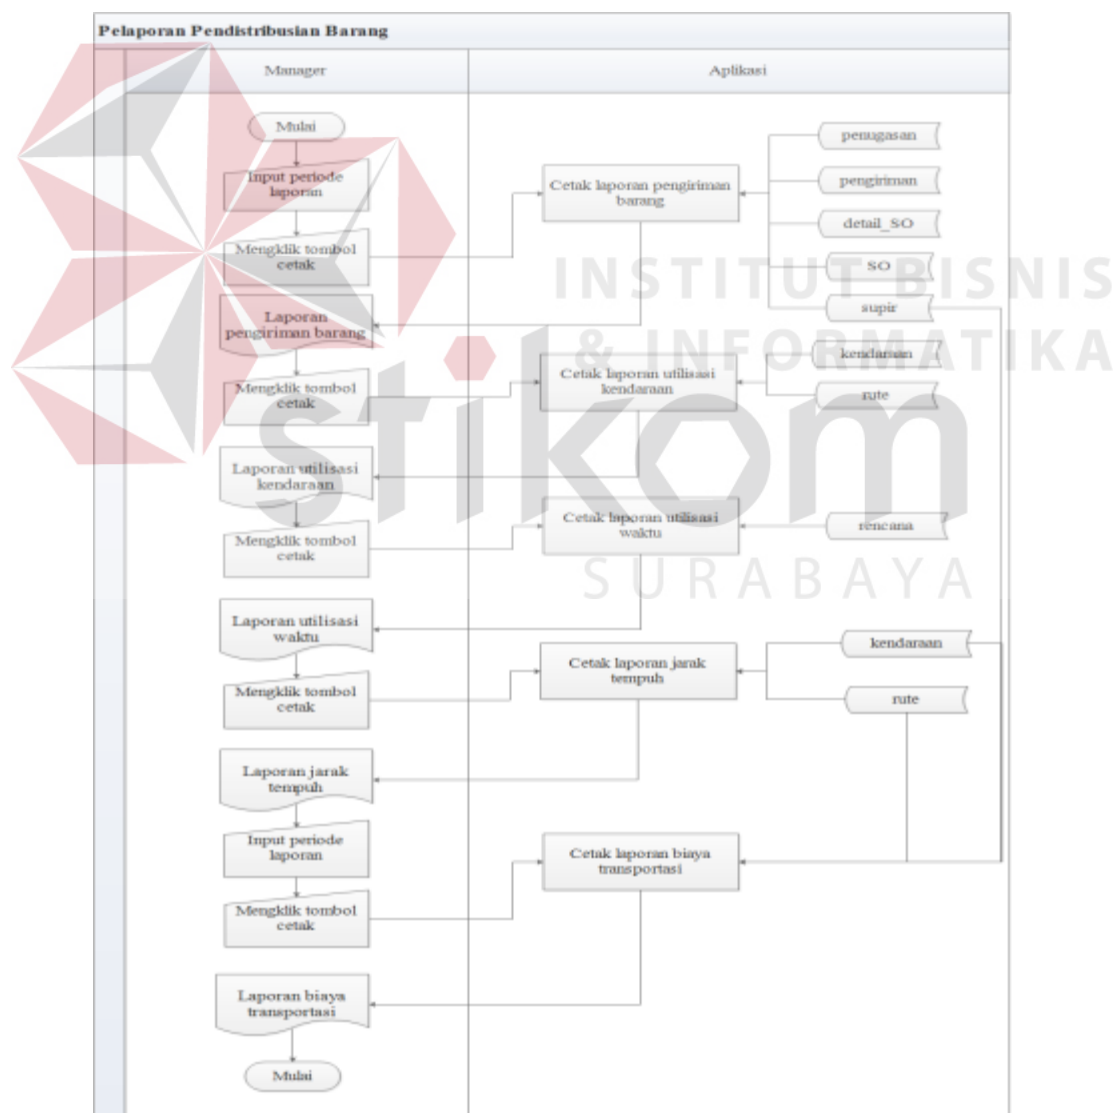 Pelaporan Pendistribusian Barang
Manager
Aplikasi
Mulai
Input periode
laporan
Mengklik tombol
cetak
Cetak laporan pengiriman
barang
penugasan
pengiriman
detail_SO
SO
supir
Laporan
pengiriman barang
Mengklik tombol
cetak
Cetak laporan utilisasi
kendaraan
kendaraan
rute
Laporan utilisasi
kendaraan
Mengklik tombol
cetak
Cetak laporan utilisasi
waktu
rencana
Laporan utilisasi
waktu
Mengklik tombol
cetak
Cetak laporan jarak
tempuh
kendaraan
rute
Laporan jarak
tempuh
Input periode
laporan
Mengklik tombol
cetak
Cetak laporan biaya
transportasi
Laporan biaya
transportasi
Mulai
INSTITUT BISNIS
& INFORMATIKA
stikom
SURABAYA